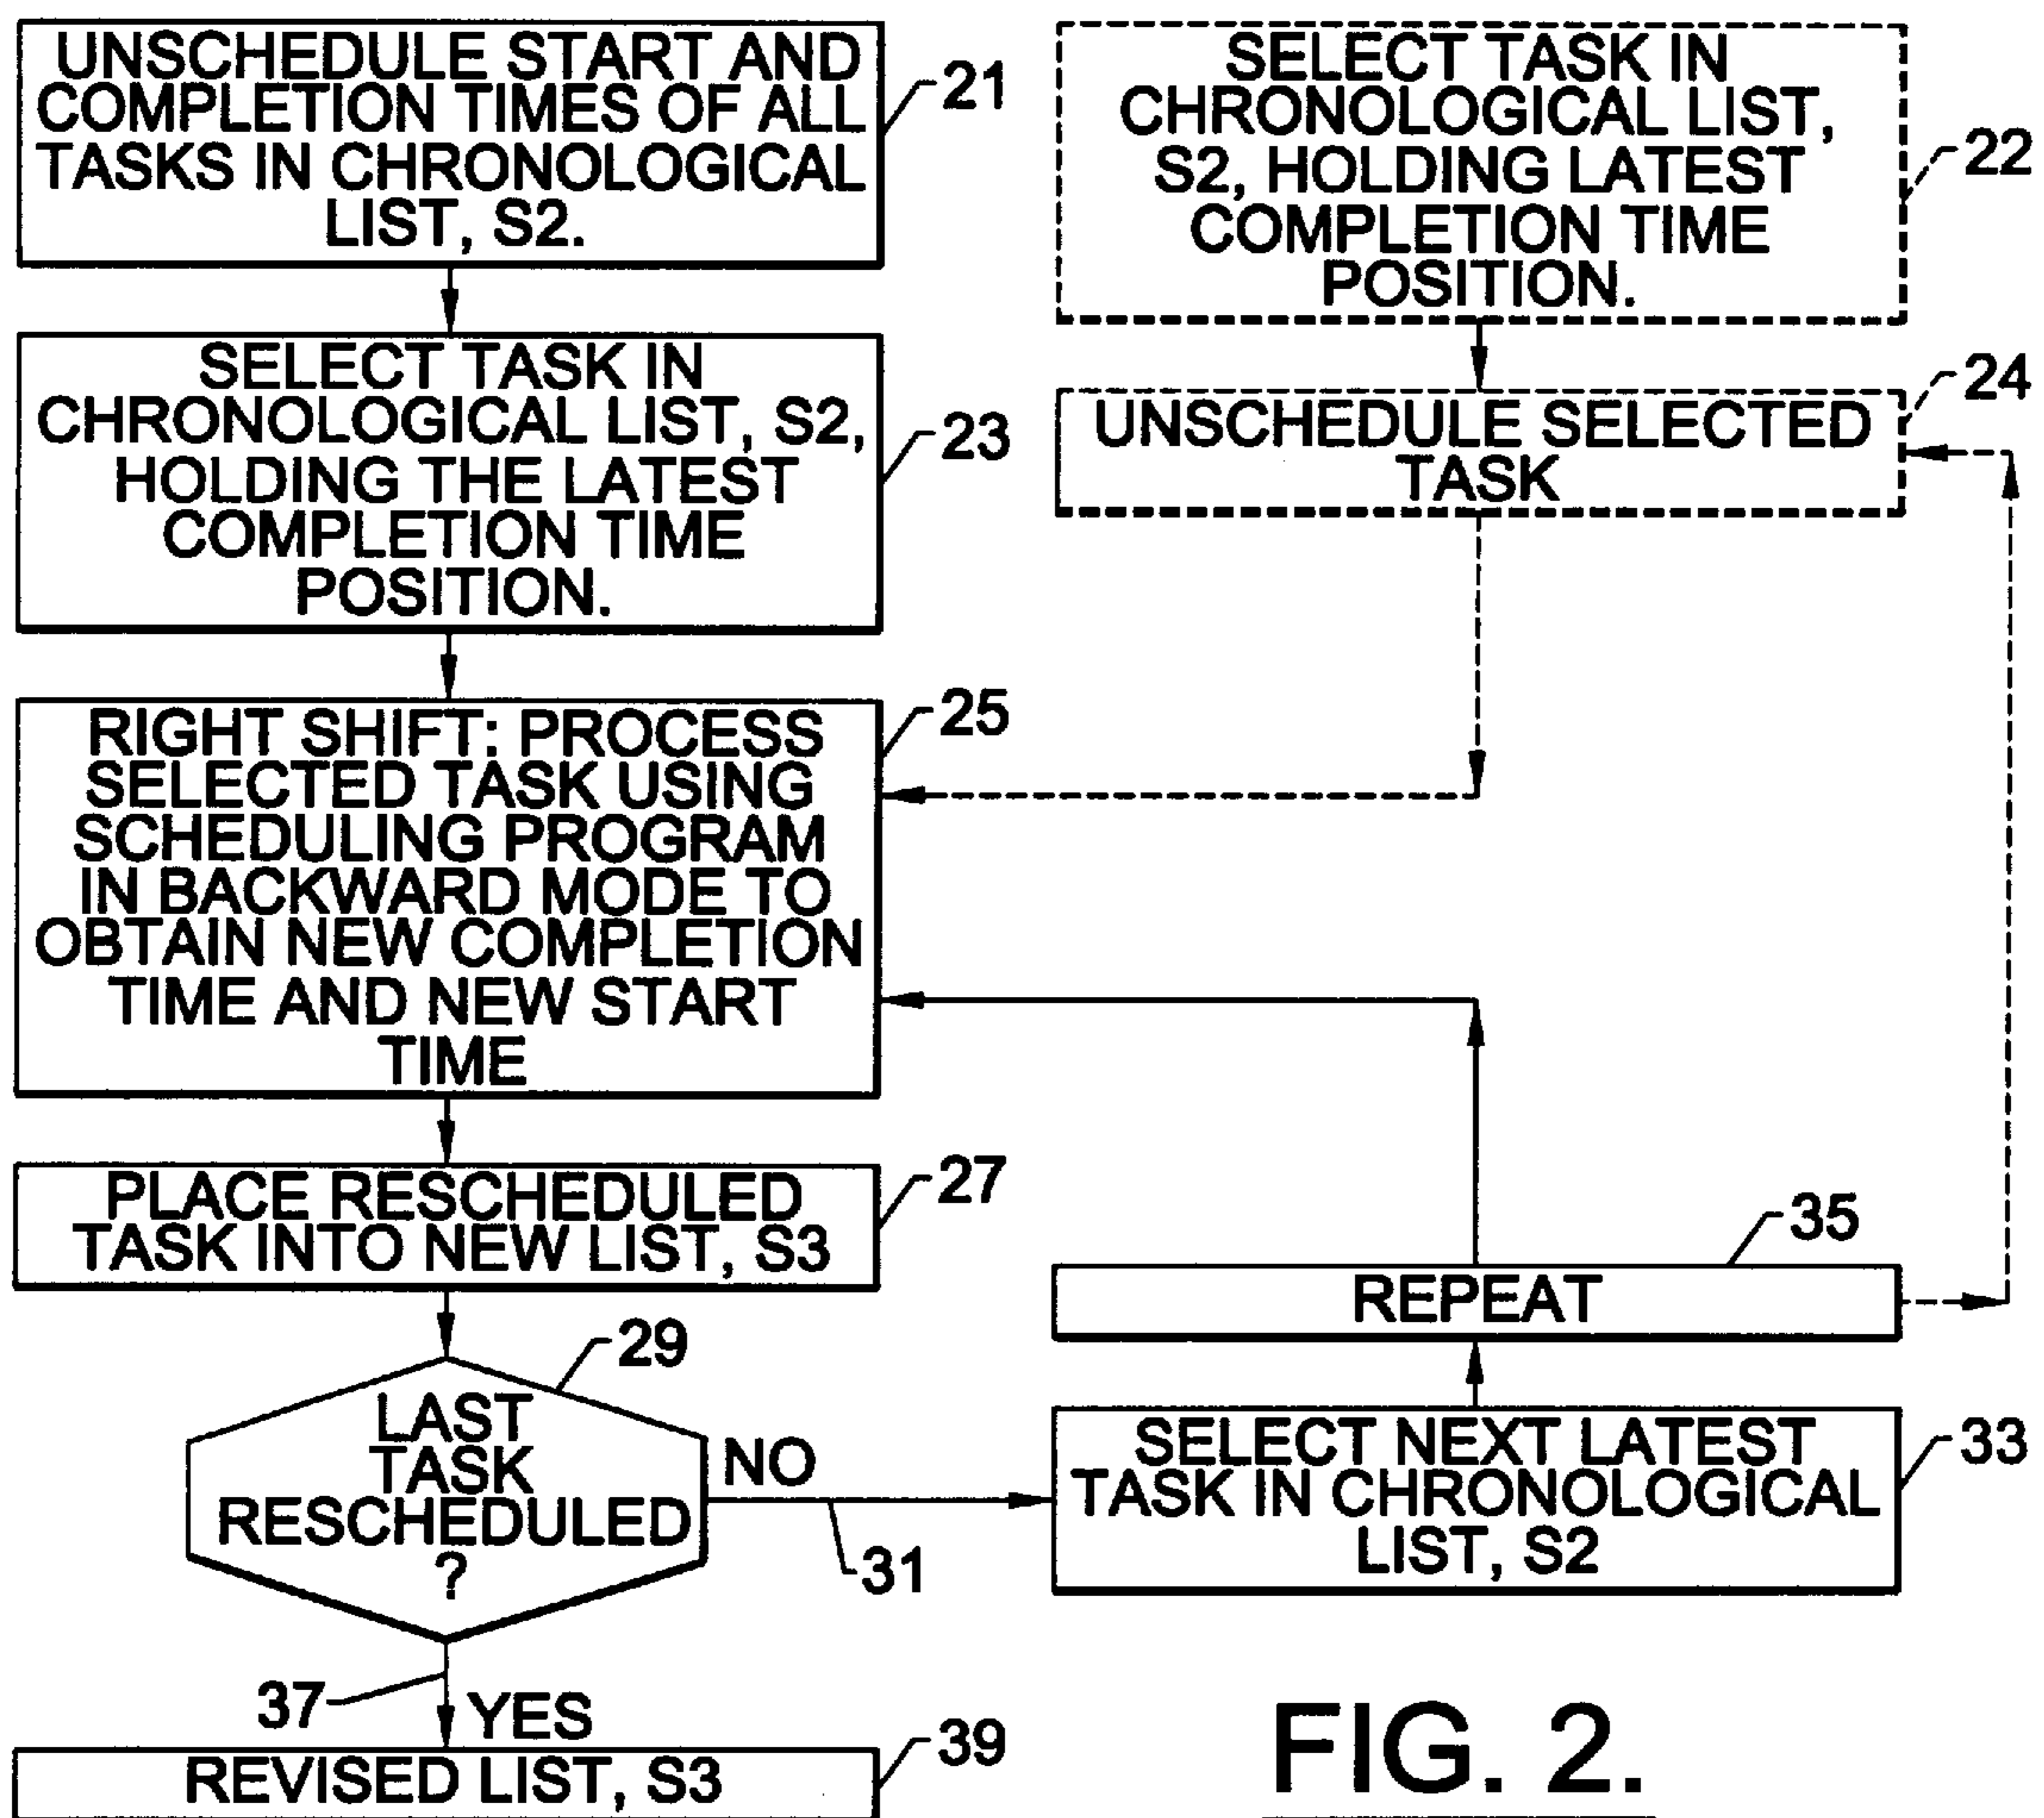 UNSCHEDULE START AND
COMPLETION TIMES OF ALL
TASKS IN CHRONOLOGICAL
LIST, S2.
21
SELECT TASK IN
CHRONOLOGICAL LIST,
S2, HOLDING LATEST
COMPLETION TIME
POSITION.
22
SELECT TASK IN
CHRONOLOGICAL LIST, S2,
HOLDING THE LATEST
COMPLETION TIME
POSITION.
23
UNSCHEDULE SELECTED
TASK
24
RIGHT SHIFT: PROCESS
SELECTED TASK USING
SCHEDULING PROGRAM
IN BACKWARD MODE TO
OBTAIN NEW COMPLETION
TIME AND NEW START
TIME
25
PLACE RESCHEDULED
TASK INTO NEW LIST, S3
27
35
REPEAT
29
LAST
TASK
RESCHEDULED
?
NO
31
SELECT NEXT LATEST
TASK IN CHRONOLOGICAL
LIST, S2
33
37
YES
REVISED LIST, S3
39
FIG. 2.